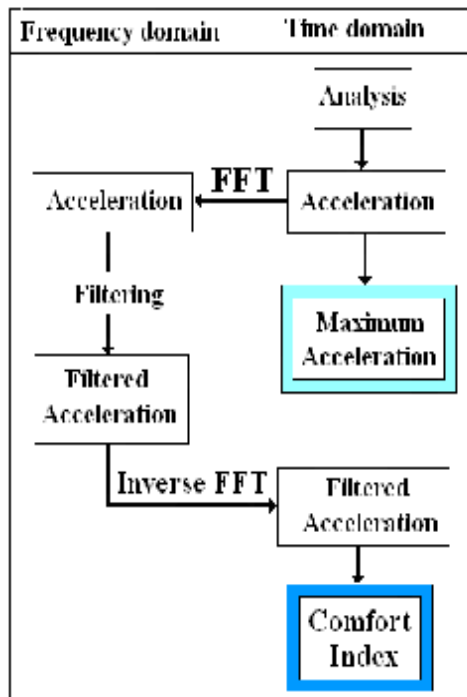 Frequency domain
Time domain
Analysis
FFT
Acceleration
Acceleration
Filtering
Maximum
Acceleration
Filtered
Acceleration
Inverse FFT
Filtered
Acceleration
Comfort
Index